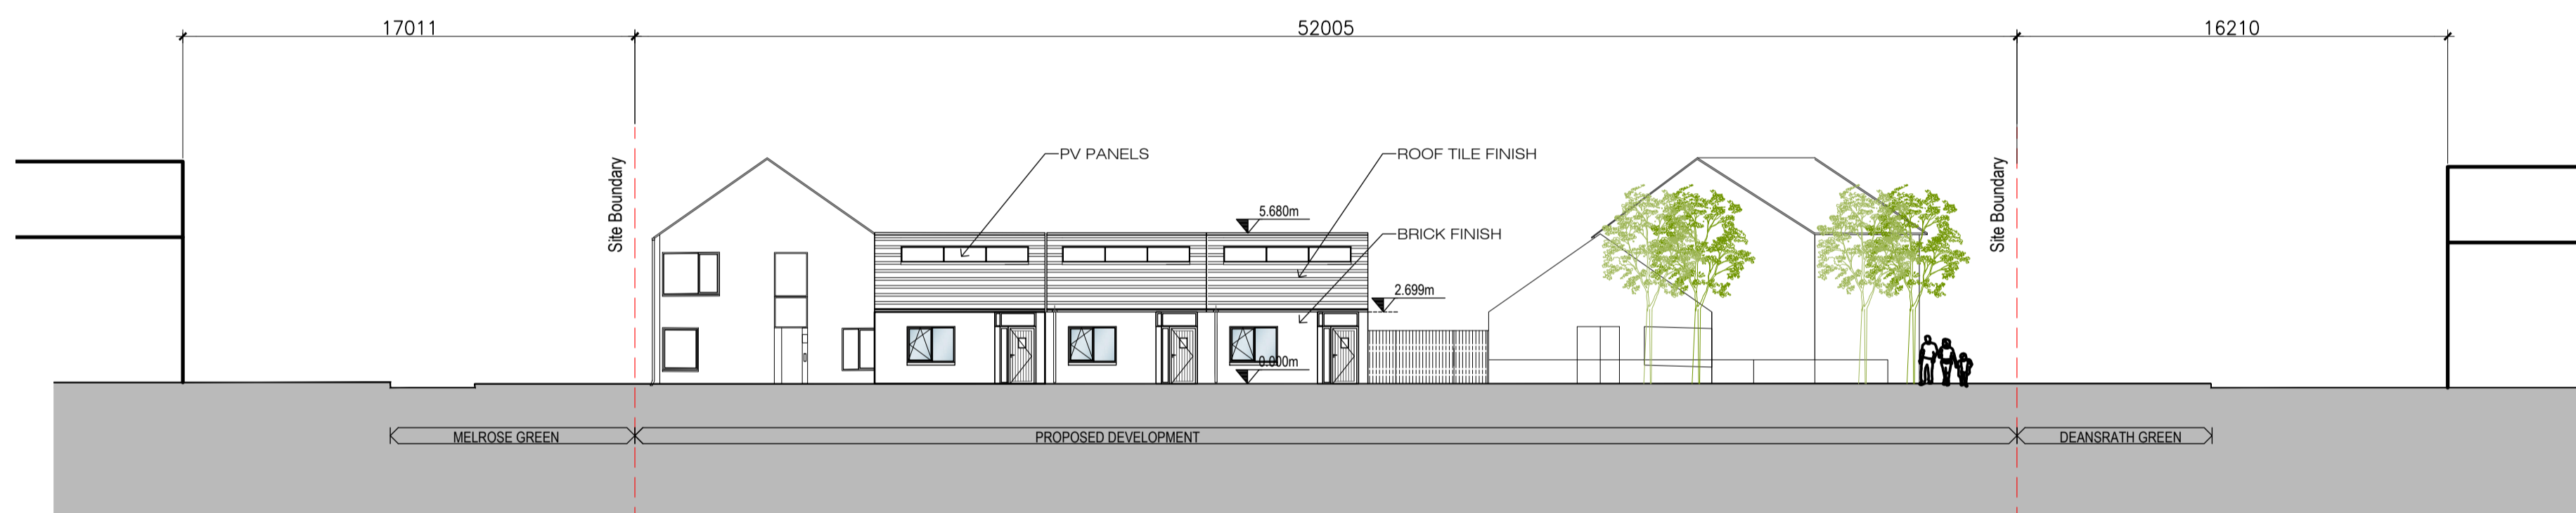 17011
52005
16210
PV PANELS
ROOF TILE FINISH
Site Boundary
Site Boundary
5.680m
BRICK FINISH
2.699m
0.000m
MELROSE GREEN
PROPOSED DEVELOPMENT
DEANSRATH GREEN